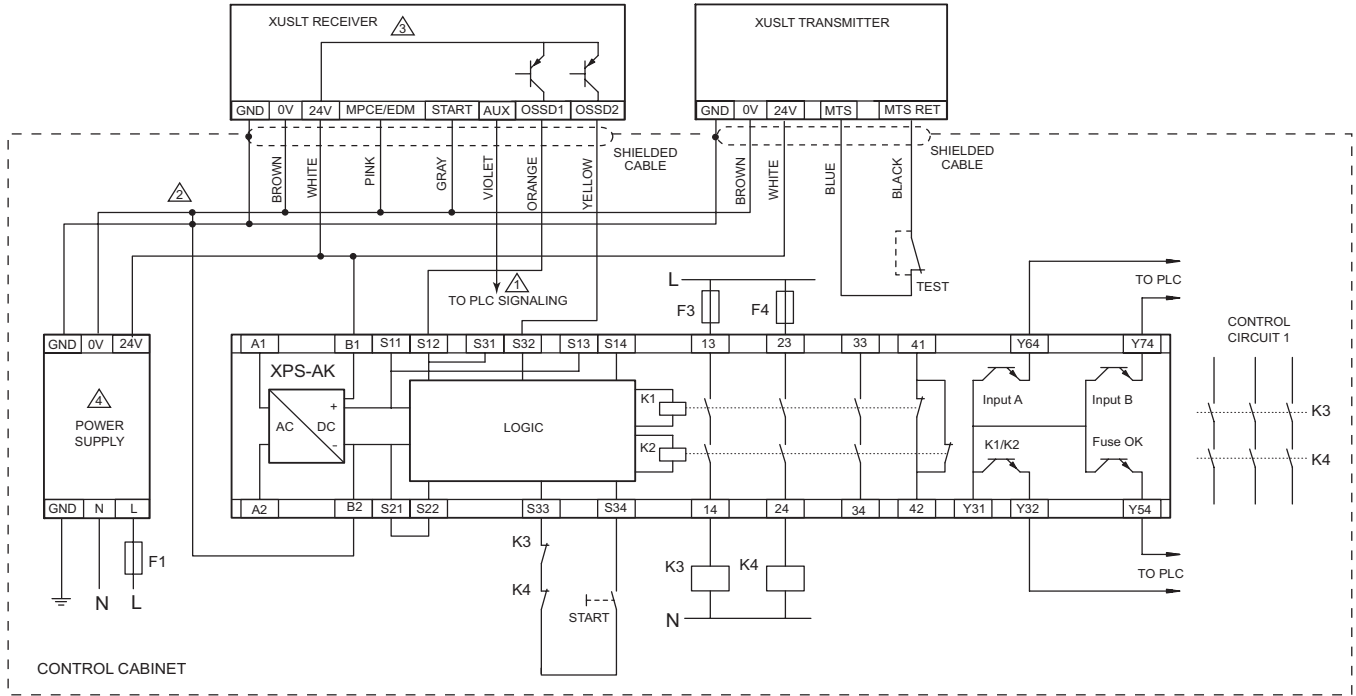 XUSLT RECEIVER
3
XUSLT TRANSMITTER
GND 0V 24V MPCE/EDM START AUX OSSD1 OSSD2
GND 0V 24V MTS MTS RET
SHIELDED
CABLE
SHIELDED
CABLE
BROWN
WHITE
PINK
GRAY
VIOLET
ORANGE
YELLOW
BROWN
WHITE
BLUE
BLACK
2
1
TO PLC SIGNALING
L
F3
F4
TEST
TO PLC
GND 0V 24V
A1 B1 S11 S12 S31 S32 S13 S14 13 23 33 41 Y64 Y74
CONTROL
CIRCUIT 1
XPS-AK
4
POWER
SUPPLY
AC
DC
+
-
LOGIC
K1
K2
Input A
Input B
K1/K2
Fuse OK
K3
K4
GND N L
A2 B2 S21 S22 S33 S34 14 24 34 42 Y31 Y32 Y54
F1
N L
K3
K4
START
K3
K4
N
TO PLC
CONTROL CABINET